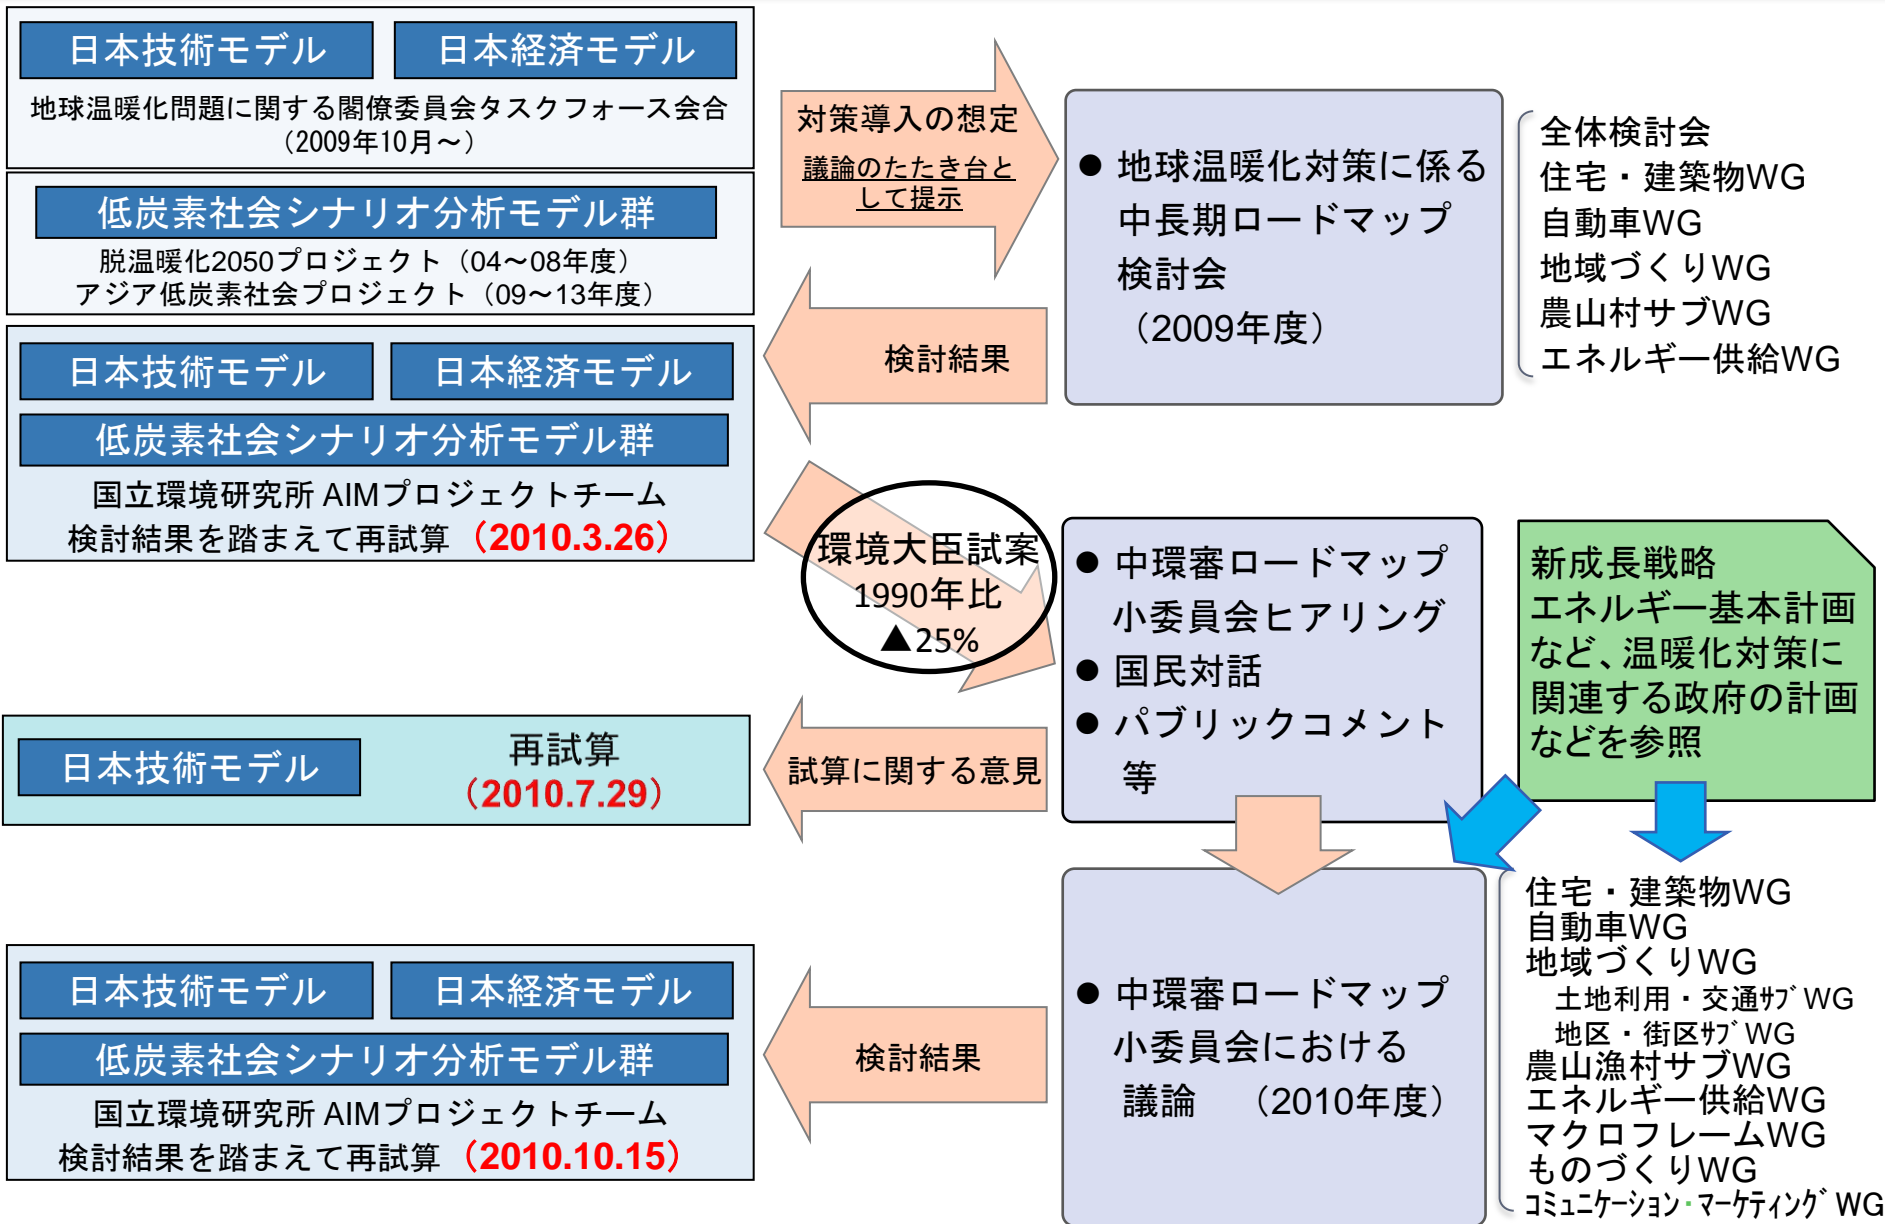 日本技術モデル
日本経済モデル
地球温暖化問題に関する閣僚委員会タスクフォース会合
（2009年10月～）
低炭素社会シナリオ分析モデル群
脱温暖化2050プロジェクト（04～08年度）
アジア低炭素社会プロジェクト（09～13年度）
対策導入の想定
議論のたたき台と
して提示
● 地球温暖化対策に係る
中長期ロードマップ
検討会
（2009年度）
全体検討会
住宅・建築物WG
自動車WG
地域づくりWG
農山村サブWG
エネルギー供給WG
検討結果
日本技術モデル
日本経済モデル
低炭素社会シナリオ分析モデル群
国立環境研究所 AIMプロジェクトチーム
検討結果を踏まえて再試算（2010.3.26）
環境大臣試案
1990年比
▲25%
● 中環審ロードマップ
小委員会ヒアリング
● 国民対話
● パブリックコメント
等
新成長戦略
エネルギー基本計画
など、温暖化対策に
関連する政府の計画
などを参照
試算に関する意見
日本技術モデル
再試算
（2010.7.29）
● 中環審ロードマップ
小委員会における
議論　（2010年度）
住宅・建築物WG
自動車WG
地域づくりWG
土地利用・交通ｻﾌﾞWG
地区・街区ｻﾌﾞWG
農山漁村サブWG
エネルギー供給WG
マクロフレームWG
ものづくりWG
ｺﾐｭﾆｹｰｼｮﾝ・ﾏｰｹﾃｨﾝｸﾞWG
検討結果
日本技術モデル
日本経済モデル
低炭素社会シナリオ分析モデル群
国立環境研究所 AIMプロジェクトチーム
検討結果を踏まえて再試算（2010.10.15）